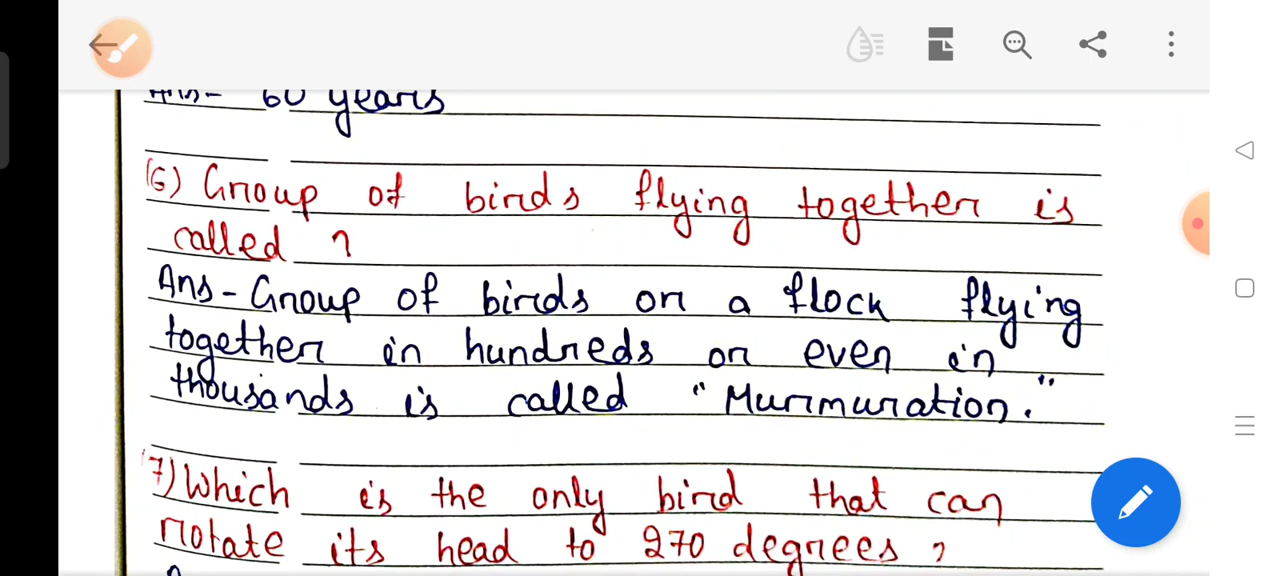 Ans- 60 years
(6) Group of birds flying together is
called ?
Ans - Group of birds or a flock flying
together in hundreds or even in
thousands is called "Murmuration."
(7) Which is the only bird that can
rotate its head to 270 degrees ?